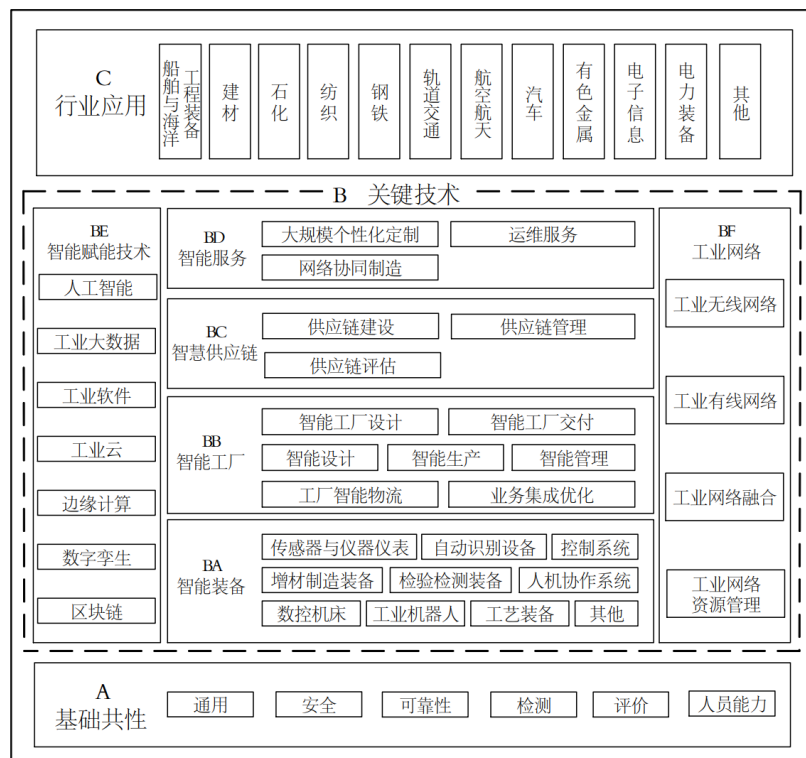 C
行业应用
船舶与海洋
工程装备
建材
石化
纺织
钢铁
轨道交通
航空航天
汽车
有色金属
电子信息
电力装备
其他
B 关键技术
BE
智能赋能技术
人工智能
工业大数据
工业软件
工业云
边缘计算
数字孪生
区块链
BD
智能服务
大规模个性化定制
运维服务
网络协同制造
BC
智慧供应链
供应链建设
供应链管理
供应链评估
BB
智能工厂
智能工厂设计
智能工厂交付
智能设计
智能生产
智能管理
工厂智能物流
业务集成优化
BA
智能装备
传感器与仪器仪表
自动识别设备
控制系统
增材制造装备
检验检测装备
人机协作系统
数控机床
工业机器人
工艺装备
其他
BF
工业网络
工业无线网络
工业有线网络
工业网络融合
工业网络
资源管理
A
基础共性
通用
安全
可靠性
检测
评价
人员能力